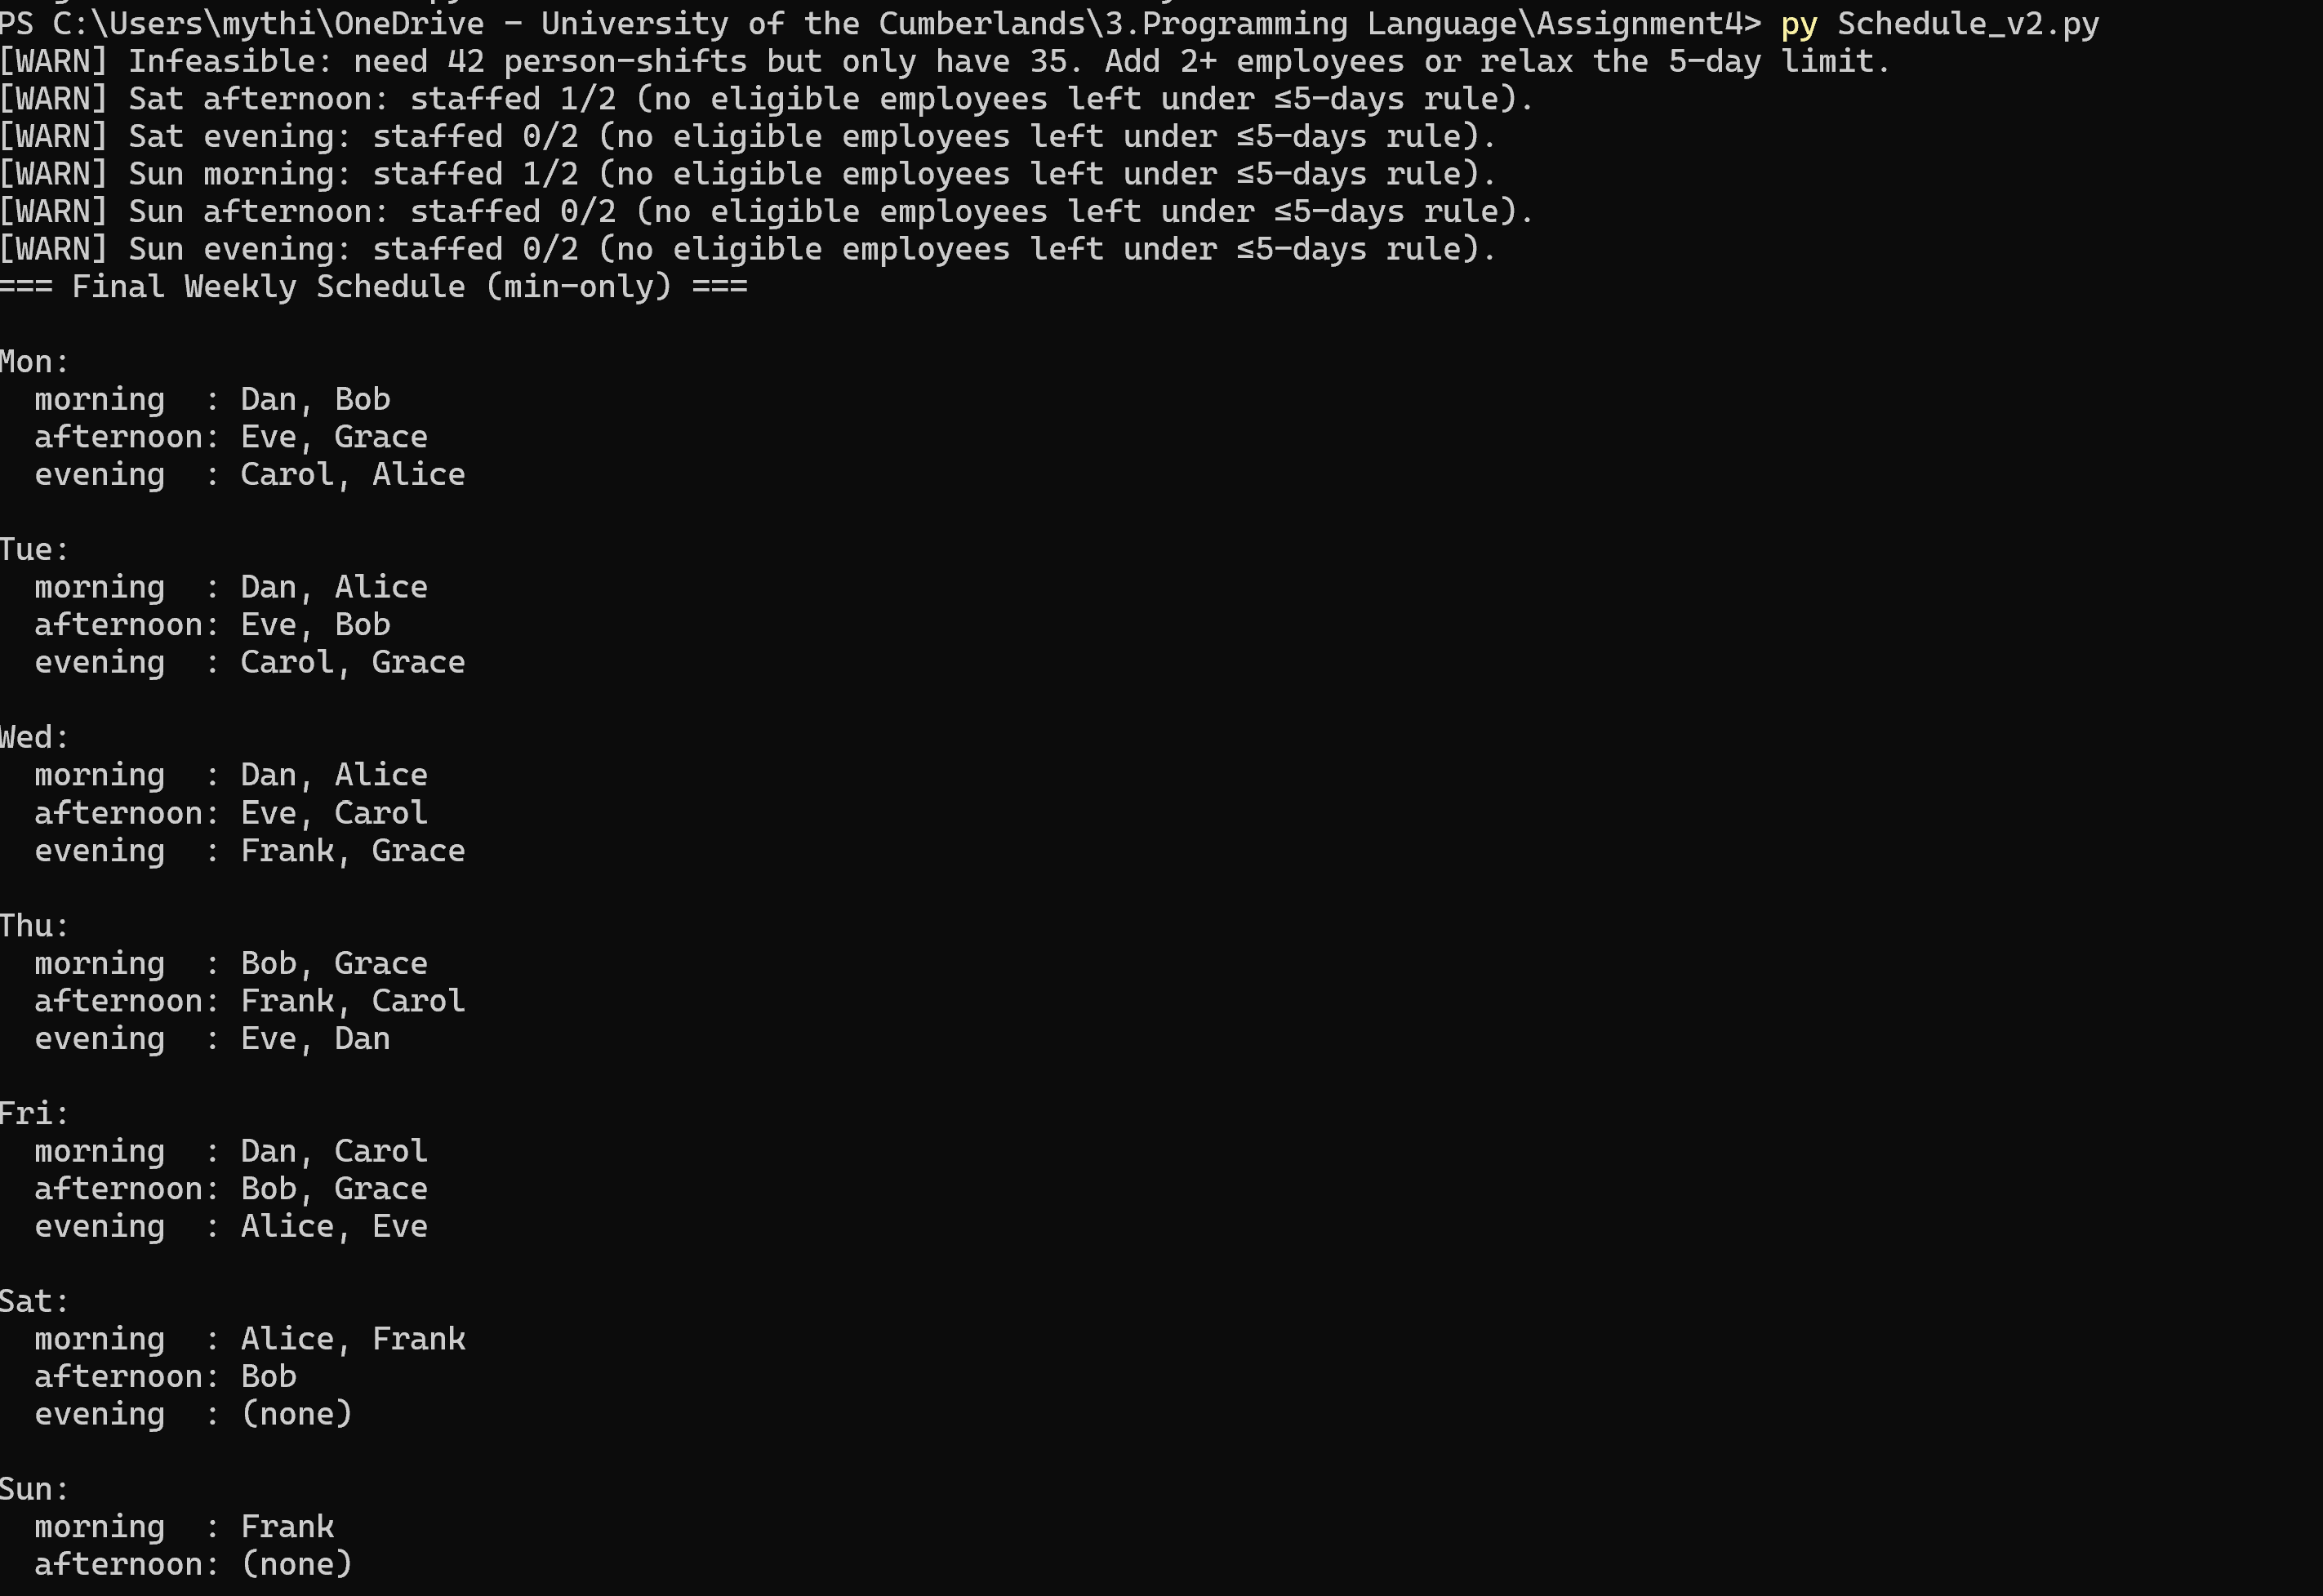 PS C:\Users\mythi\OneDrive - University of the Cumberlands\3.Programming Language\Assignment4> py Schedule_v2.py
[WARN] Infeasible: need 42 person-shifts but only have 35. Add 2+ employees or relax the 5-day limit.
[WARN] Sat afternoon: staffed 1/2 (no eligible employees left under ≤5-days rule).
[WARN] Sat evening: staffed 0/2 (no eligible employees left under ≤5-days rule).
[WARN] Sun morning: staffed 1/2 (no eligible employees left under ≤5-days rule).
[WARN] Sun afternoon: staffed 0/2 (no eligible employees left under ≤5-days rule).
[WARN] Sun evening: staffed 0/2 (no eligible employees left under ≤5-days rule).
=== Final Weekly Schedule (min-only) ===
Mon:
  morning  : Dan, Bob
  afternoon: Eve, Grace
  evening  : Carol, Alice
Tue:
  morning  : Dan, Alice
  afternoon: Eve, Bob
  evening  : Carol, Grace
Wed:
  morning  : Dan, Alice
  afternoon: Eve, Carol
  evening  : Frank, Grace
Thu:
  morning  : Bob, Grace
  afternoon: Frank, Carol
  evening  : Eve, Dan
Fri:
  morning  : Dan, Carol
  afternoon: Bob, Grace
  evening  : Alice, Eve
Sat:
  morning  : Alice, Frank
  afternoon: Bob
  evening  : (none)
Sun:
  morning  : Frank
  afternoon: (none)